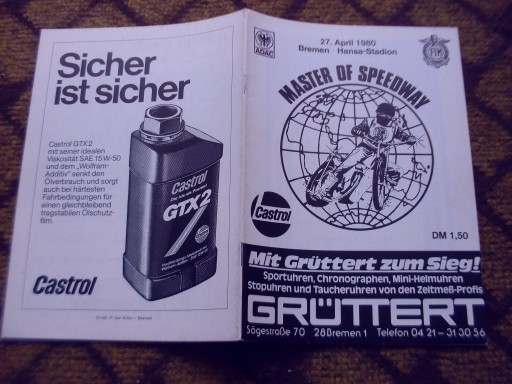 Sicher
ist sicher
Castrol GTX2
mit seiner idealen
Viskosität SAE 15W-50
und dem „Wolfram-
Additiv" senkt den
Ölverbrauch und sorgt
auch bei härtesten
Fahrbedingungen für
einen gleichbleibend
tragstabilen Ölschutz-
film.
Castrol
GTX2
Castrol
ADAC
27. April 1980
Bremen · Hansa-Stadion
MASTER OF SPEEDWAY
Castrol
DM 1,50
Mit Grüttert zum Sieg!
Sportuhren, Chronographen, Mini-Helmuhren
Stopuhren und Taucheruhren von den Zeitmeß-Profis
GRÜTTERT
Sögestraße 70 28 Bremen 1 Telefon 04 21 – 31 30 56